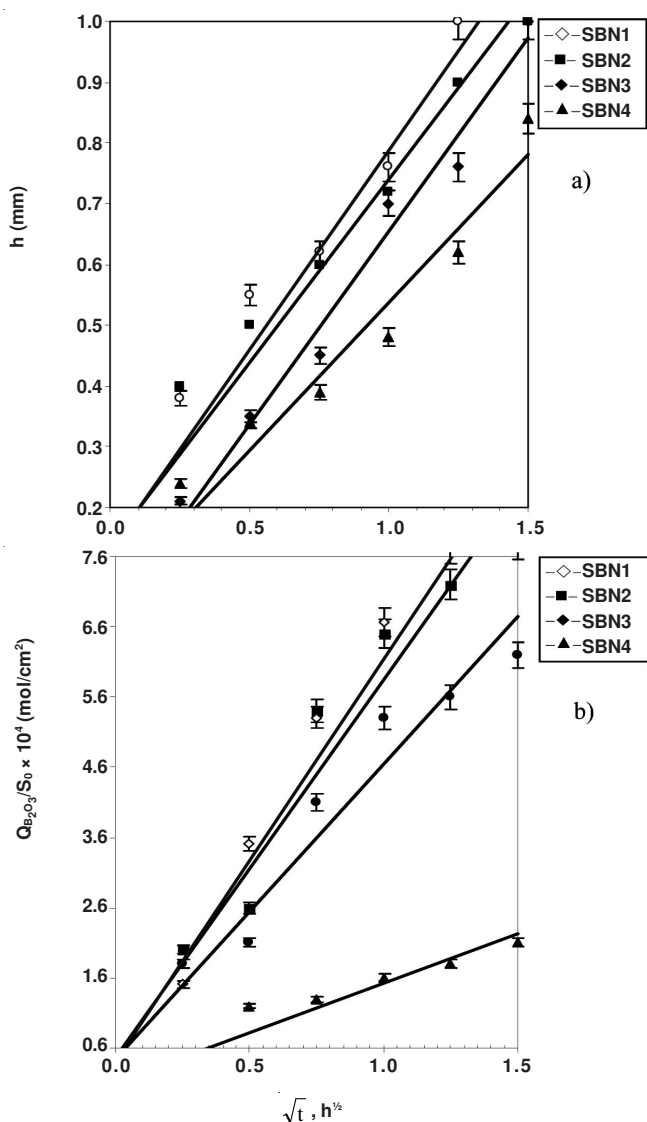 1.0
0.9
0.8
0.7
0.6
0.5
0.4
0.3
0.2
h (mm)
0.0 0.5 1.0 1.5
–◇–SBN1
–■–SBN2
–◆–SBN3
–▲–SBN4
a)
7.6
6.6
5.6
4.6
3.6
2.6
1.6
0.6
Q_B₂O₃/S₀ × 10⁴ (mol/cm²)
0.0 0.5 1.0 1.5
–◇–SBN1
–■–SBN2
–◆–SBN3
–▲–SBN4
b)
√t , h^½